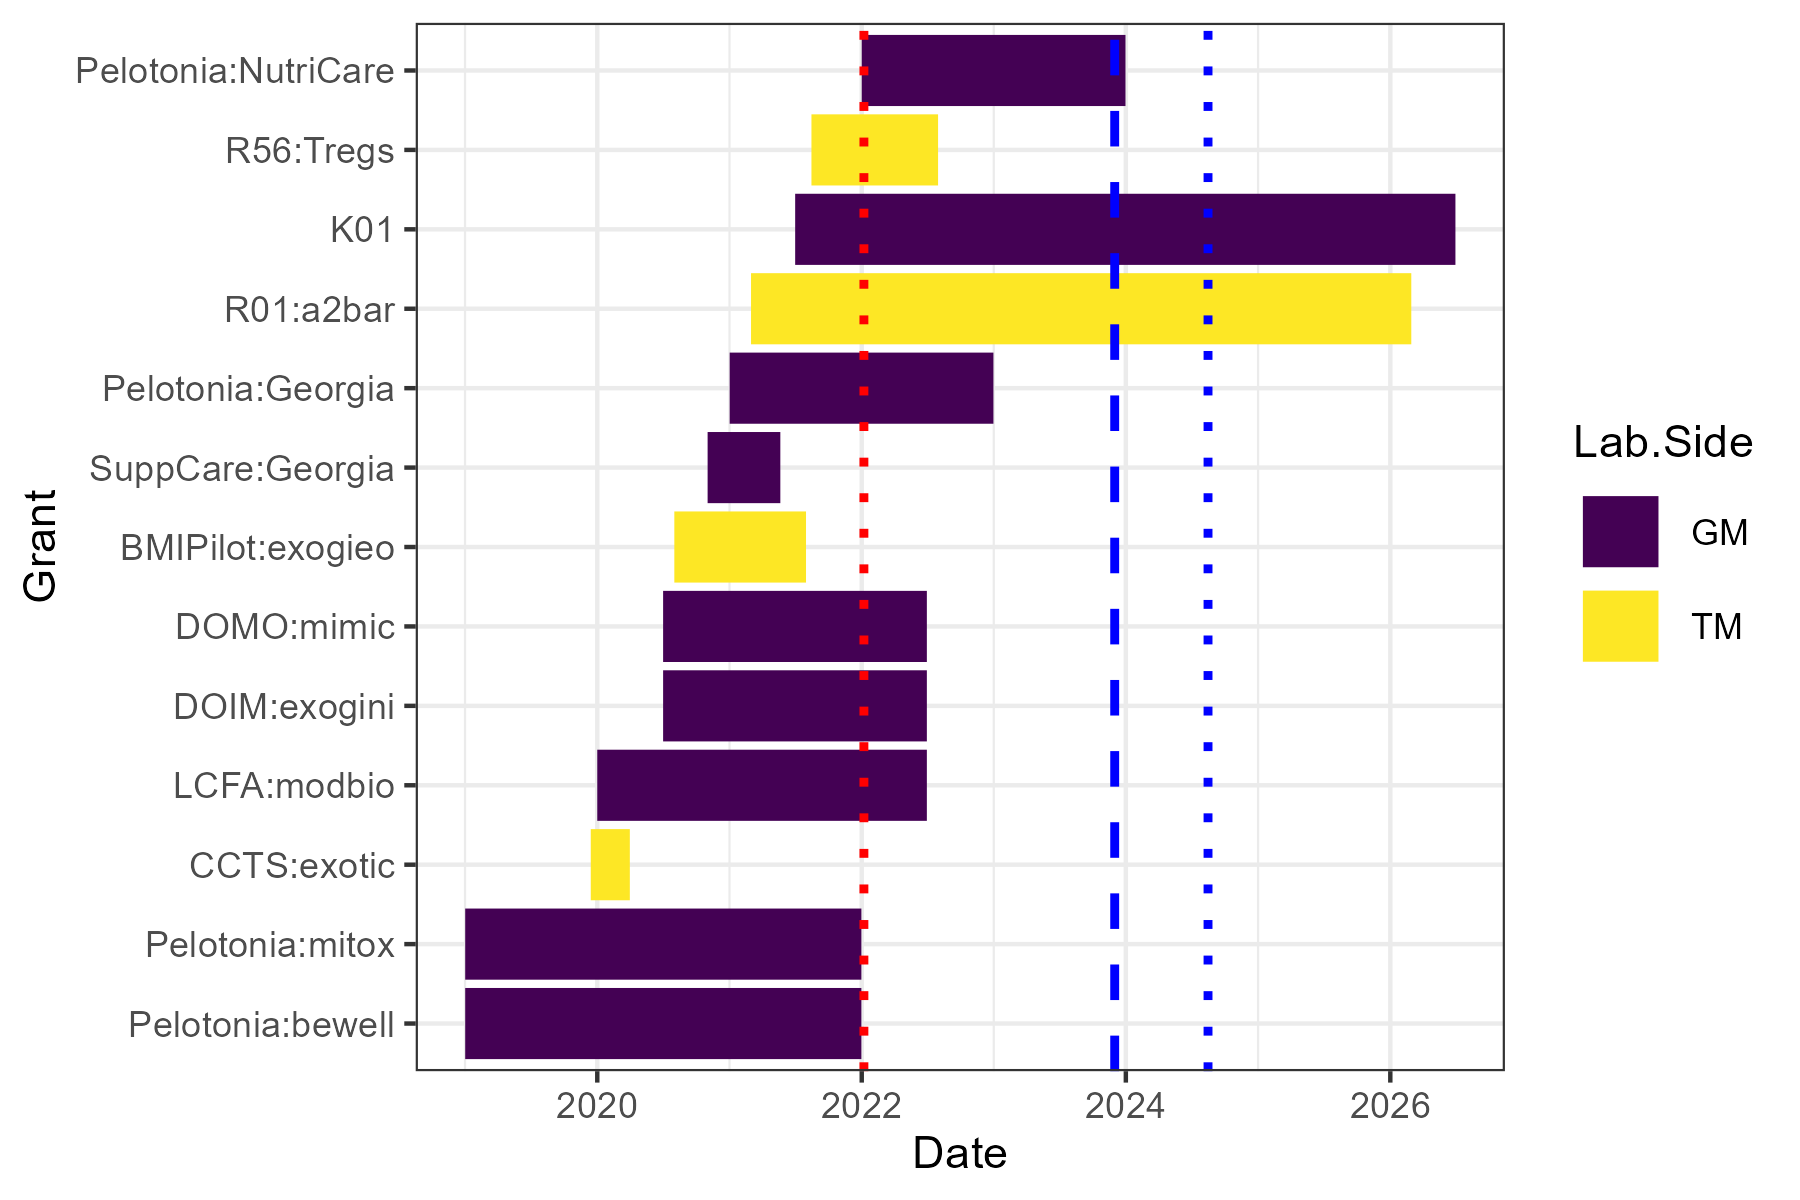 Pelotonia:NutriCare
R56:Tregs
K01
R01:a2bar
Pelotonia:Georgia
SuppCare:Georgia
BMIPilot:exogieo
DOMO:mimic
DOIM:exogini
LCFA:modbio
CCTS:exotic
Pelotonia:mitox
Pelotonia:bewell
Grant
2020
2022
2024
2026
Date
Lab.Side
GM
TM